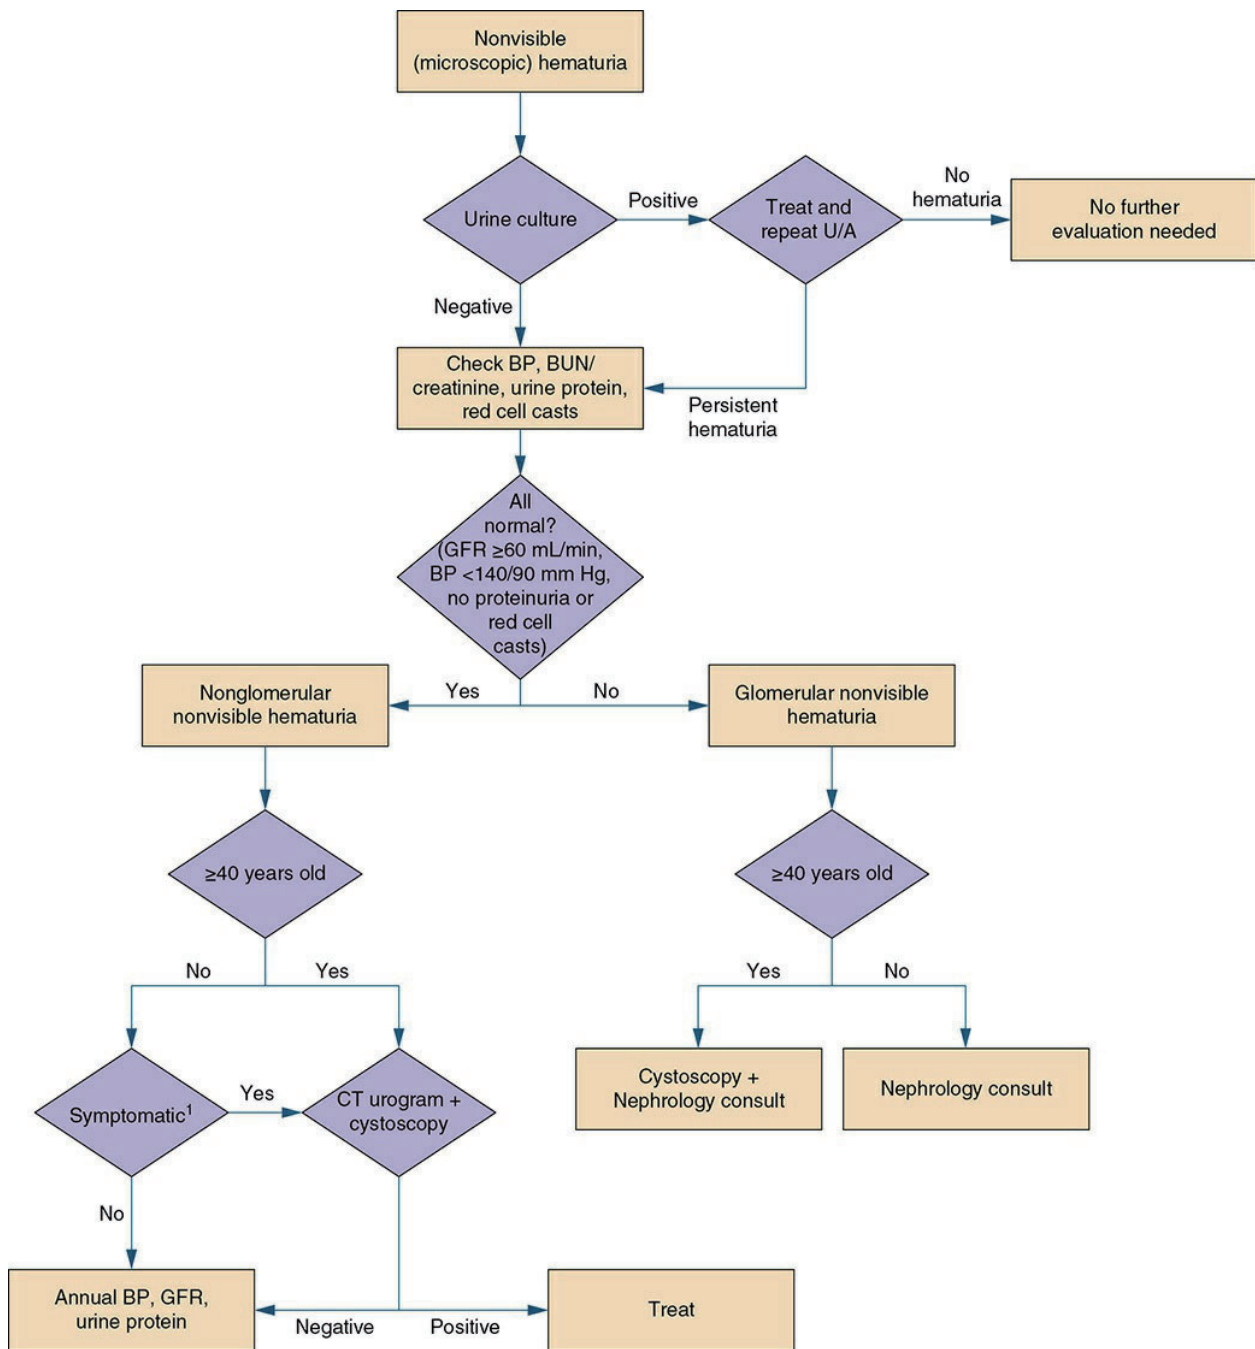 Nonvisible
(microscopic) hematuria
Urine culture
Positive
Treat and
repeat U/A
No
hematuria
No further
evaluation needed
Negative
Check BP, BUN/
creatinine, urine protein,
red cell casts
Persistent
hematuria
All
normal?
(GFR ≥60 mL/min,
BP <140/90 mm Hg,
no proteinuria or
red cell
casts)
Nonglomerular
nonvisible hematuria
Yes
No
Glomerular nonvisible
hematuria
≥40 years old
≥40 years old
No
Yes
Yes
No
Symptomatic¹
Yes
CT urogram +
cystoscopy
Cystoscopy +
Nephrology consult
Nephrology consult
No
Annual BP, GFR,
urine protein
Negative
Positive
Treat